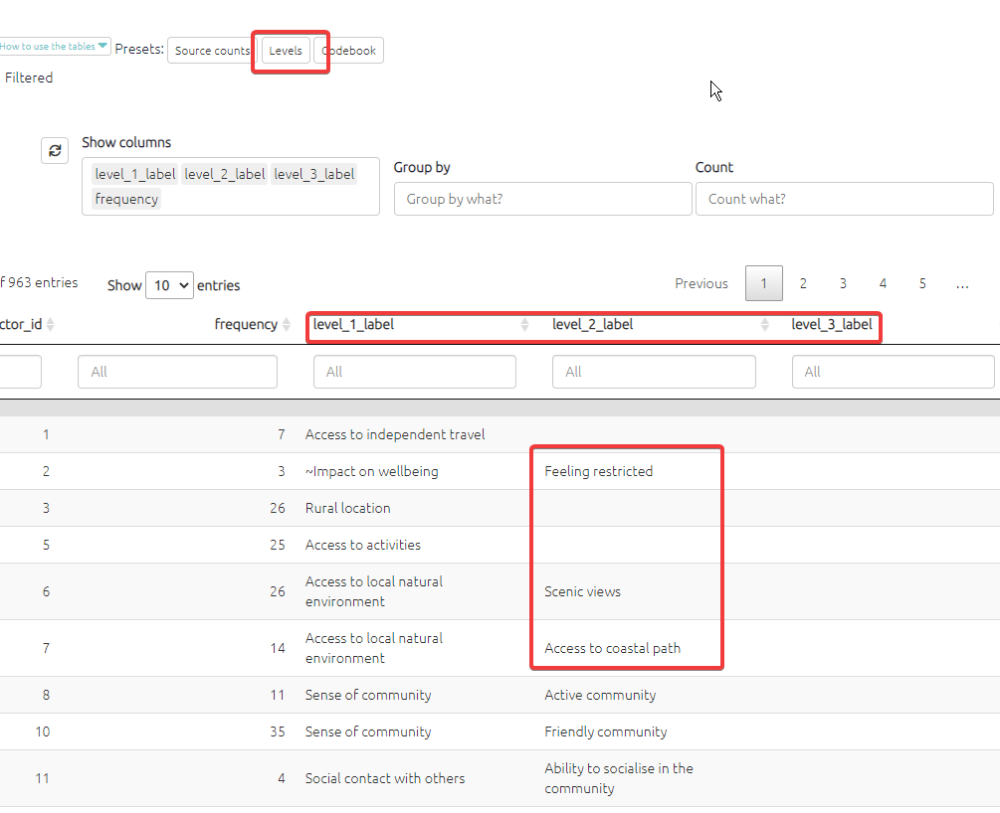 How to use the tables Presets: Source counts Levels Codebook
Filtered
Show columns
level_1_label level_2_label level_3_label
frequency
Group by
Group by what?
Count
Count what?
f 963 entries Show 10 entries Previous 1 2 3 4 5 ...
ctor_id frequency level_1_label level_2_label level_3_label
All All All All
1 7 Access to independent travel
2 3 ~Impact on wellbeing Feeling restricted
3 26 Rural location
5 25 Access to activities
6 26 Access to local natural
environment Scenic views
7 14 Access to local natural
environment Access to coastal path
8 11 Sense of community Active community
10 35 Sense of community Friendly community
11 4 Social contact with others Ability to socialise in the
community